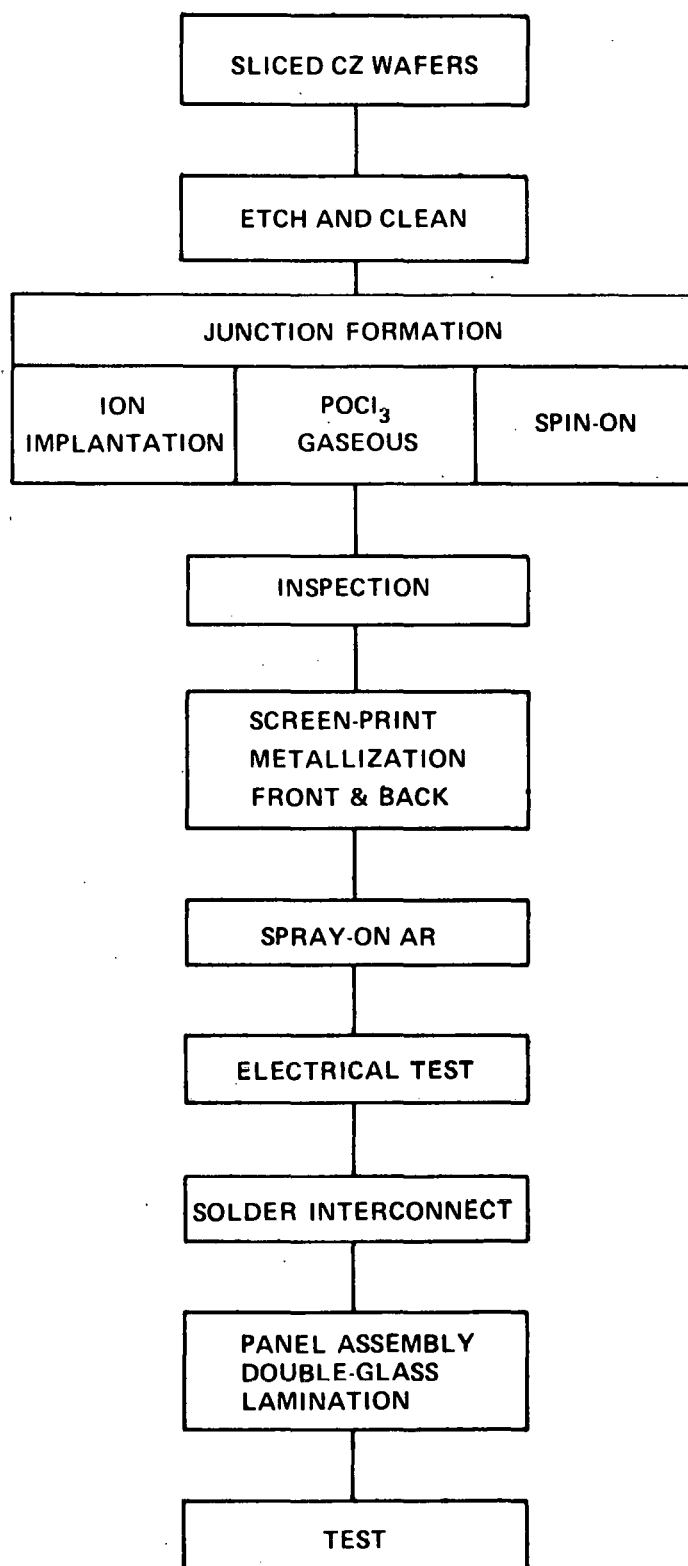 SLICED CZ WAFERS
ETCH AND CLEAN
JUNCTION FORMATION
ION
IMPLANTATION
POCl₃
GASEOUS
SPIN-ON
INSPECTION
SCREEN-PRINT
METALLIZATION
FRONT & BACK
SPRAY-ON AR
ELECTRICAL TEST
SOLDER INTERCONNECT
PANEL ASSEMBLY
DOUBLE-GLASS
LAMINATION
TEST